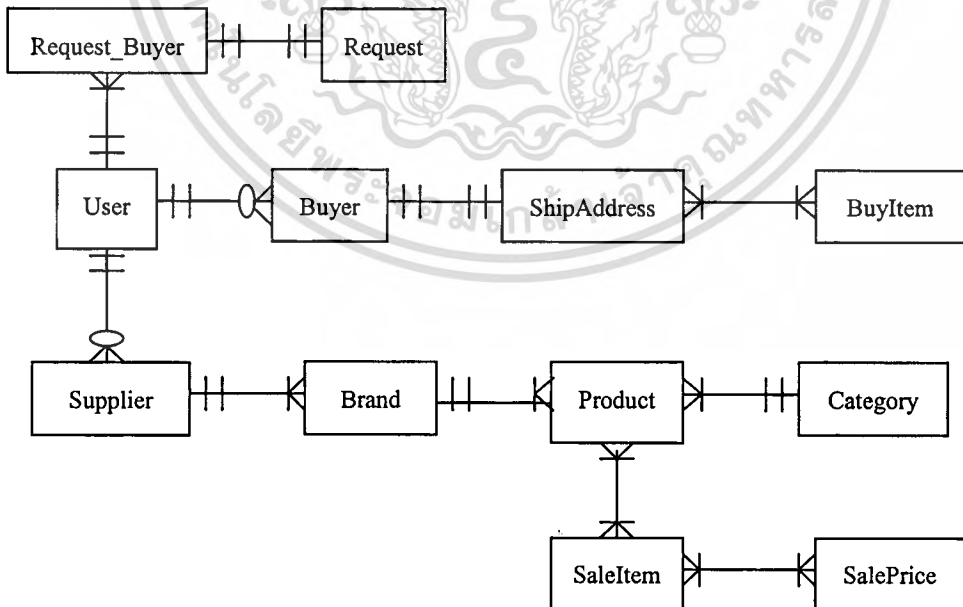 Request_Buyer
Request
User
Buyer
ShipAddress
BuyItem
Supplier
Brand
Product
Category
SaleItem
SalePrice